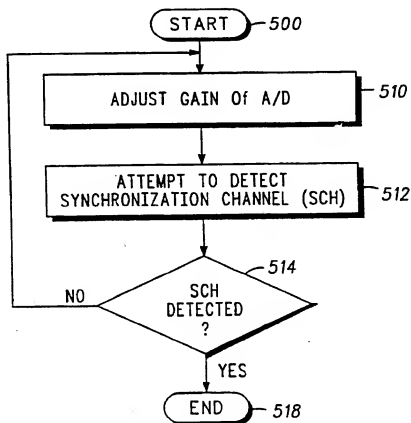 START
500
ADJUST GAIN Of A/D
510
ATTEMPT TO DETECT
SYNCHRONIZATION CHANNEL (SCH)
512
514
SCH
DETECTED
?
NO
YES
END
518